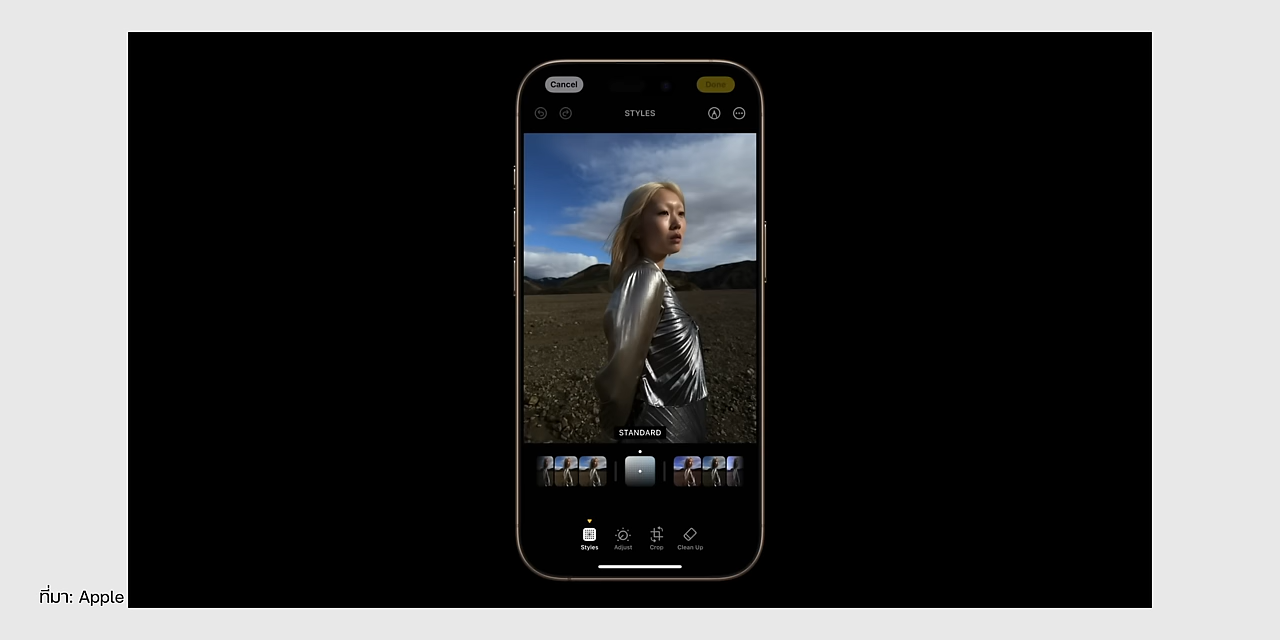 Cancel
Done
STYLES
STANDARD
Styles
Adjust
Crop
Clean Up
ที่มา: Apple